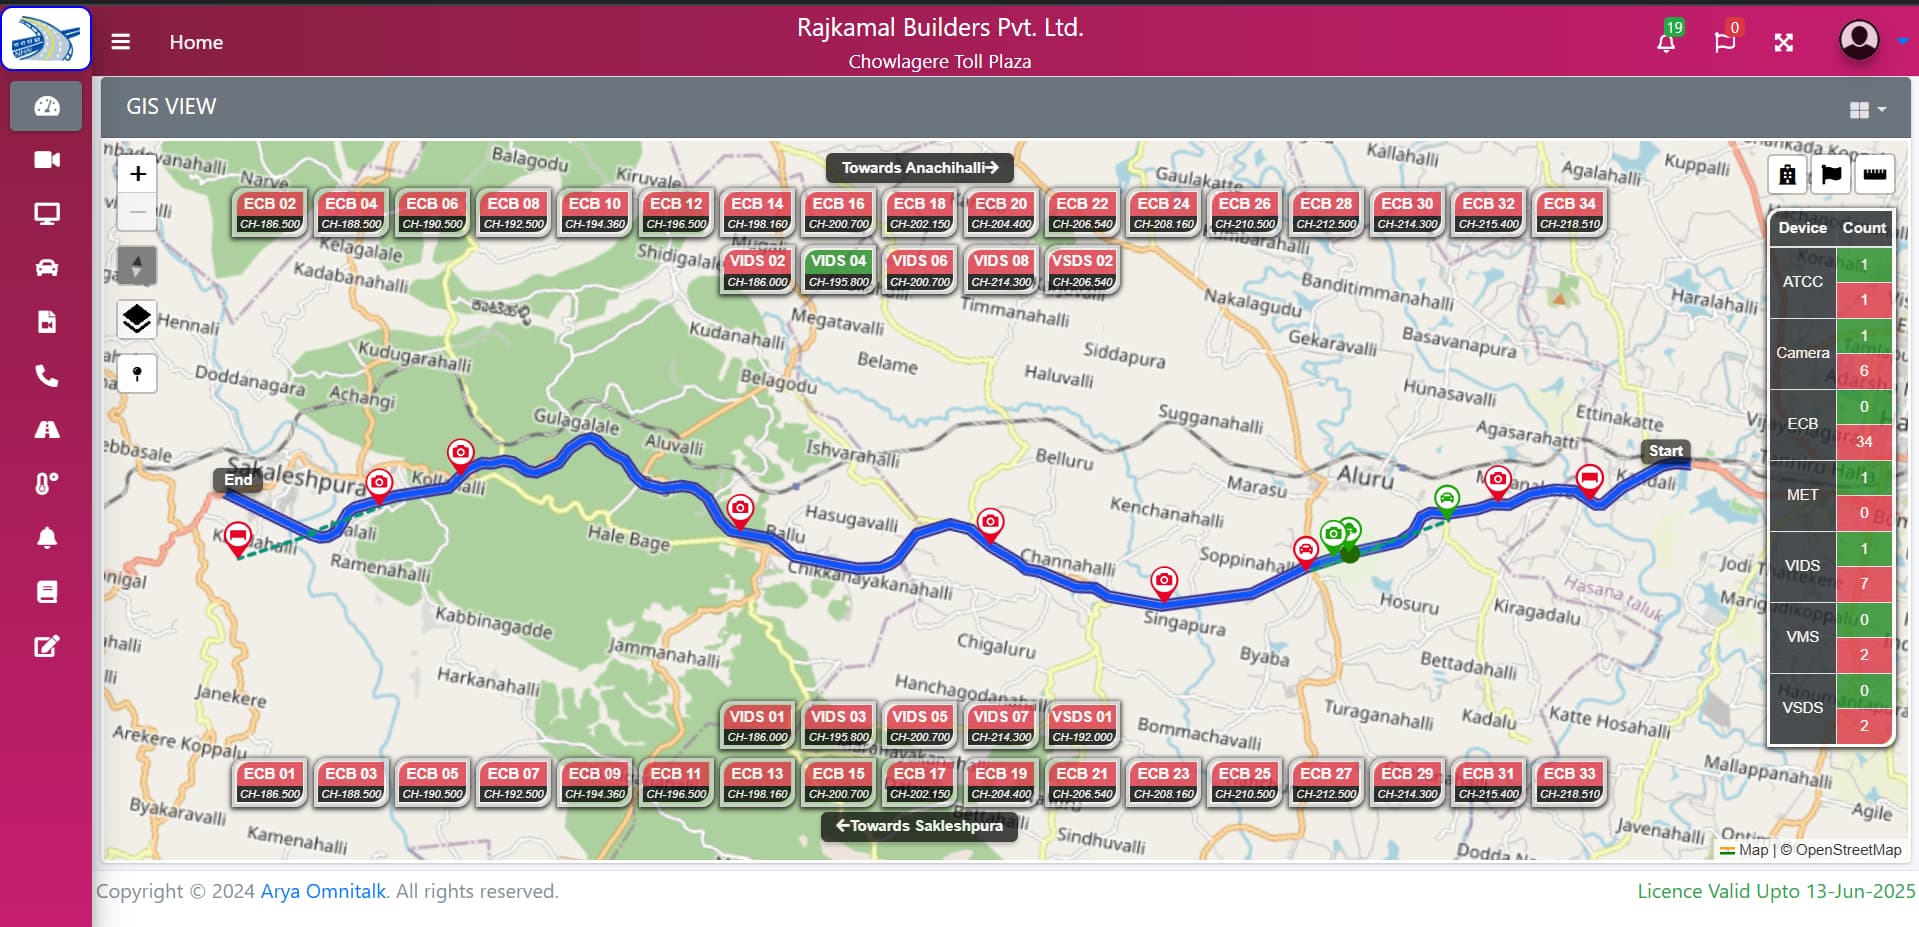 Rajkamal Builders Pvt. Ltd.
Home
19
0
Chowlagere Toll Plaza
GIS VIEW
Towards Anachihalli→
ECB 02 ECB 04 ECB 06 ECB 08 ECB 10 ECB 12 ECB 14 ECB 16 ECB 18 ECB 20 ECB 22 ECB 24 ECB 26 ECB 28 ECB 30 ECB 32 ECB 34
CH-186.500 CH-188.500 CH-190.500 CH-192.500 CH-194.360 CH-196.500 CH-198.160 CH-200.700 CH-202.150 CH-204.400 CH-206.540 CH-208.160 CH-210.500 CH-212.500 CH-214.300 CH-215.400 CH-218.510
VIDS 02 VIDS 04 VIDS 06 VIDS 08 VSDS 02
CH-186.000 CH-195.800 CH-200.700 CH-214.300 CH-206.540
Device Count
ATCC 1
1
Camera 1
6
ECB 0
34
MET 1
0
VIDS 1
7
VMS 0
2
VSDS 0
2
Balagodu
Kiruvale
Kallahalli
Agalahalli
Kuppalli
Narve
Gaulakatte
Kelagalale
Shidigalale
Kadabanahalli
Timmanahalli
Nakalagudu
Banditimmanahalli
Haralahalli
Hennali
Kudanahalli
Megatavalli
Gekaravalli
Basavanapura
Kudugarahalli
Siddapura
Belame
Doddanagara
Achangi
Belagodu
Haluvalli
Hunasavalli
Gulagalale
Sugganahalli
Ettinakatte
Aluvalli
Ishvarahalli
Agasarahatti
Start
Belluru
End
Sakaleshpura
Aluru
Marasu
Kenchanahalli
Hasugavalli
Ballu
Hale Bage
Soppinahalli
Channahalli
Ramenahalli
Chikkanayakanahalli
Hasana taluk
Hosuru
Kiragadalu
Kabbinagadde
Singapura
Chigaluru
Jammanahalli
Byaba
Bettadahalli
Harkanahalli
Janekere
Turaganahalli
Kadalu
Katte Hosahalli
Bommachavalli
Arekere Koppalu
VIDS 01 VIDS 03 VIDS 05 VIDS 07 VSDS 01
CH-186.000 CH-195.800 CH-200.700 CH-214.300 CH-192.000
Mallappanahalli
ECB 01 ECB 03 ECB 05 ECB 07 ECB 09 ECB 11 ECB 13 ECB 15 ECB 17 ECB 19 ECB 21 ECB 23 ECB 25 ECB 27 ECB 29 ECB 31 ECB 33
CH-186.500 CH-188.500 CH-190.500 CH-192.500 CH-194.360 CH-196.500 CH-198.160 CH-200.700 CH-202.150 CH-204.400 CH-206.540 CH-208.160 CH-210.500 CH-212.500 CH-214.300 CH-215.400 CH-218.510
Byakaravalli
Agile
←Towards Sakleshpura
Kamenahalli
Sindhuvalli
Javenahalli
Map | © OpenStreetMap
Copyright © 2024 Arya Omnitalk. All rights reserved.
Licence Valid Upto 13-Jun-2025